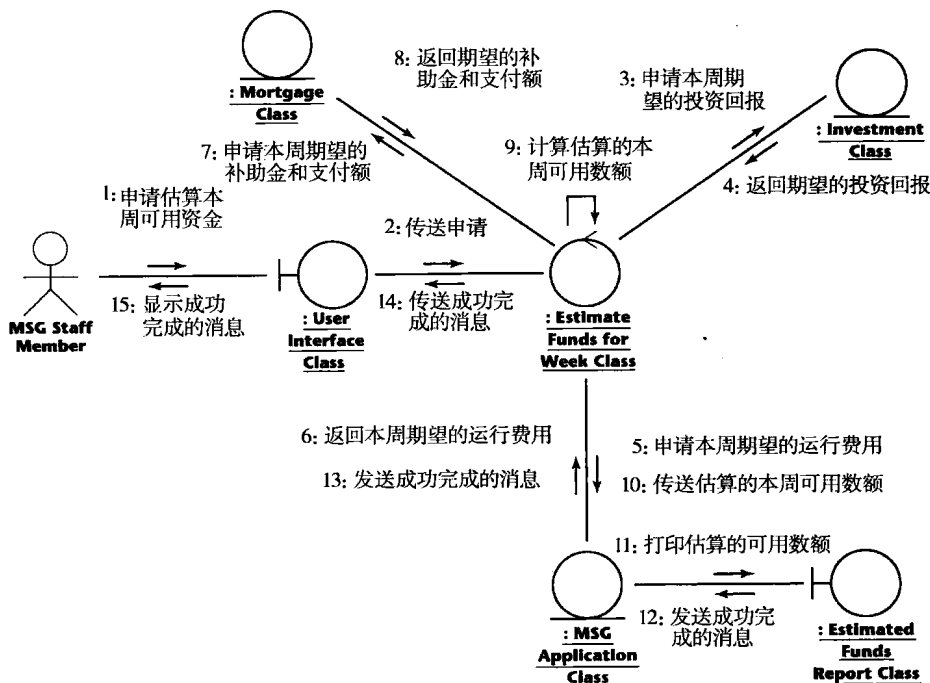 8: 返回期望的补
助金和支付额
3: 申请本周期
望的投资回报
: Mortgage
Class
: Investment
Class
7: 申请本周期望的
补助金和支付额
9: 计算估算的本
周可用数额
4: 返回期望的投资回报
1: 申请估算本
周可用资金
2: 传送申请
15: 显示成功
完成的消息
14: 传送成功完
成的消息
MSG Staff
Member
: User
Interface
Class
: Estimate
Funds for
Week Class
6: 返回本周期望的运行费用
5: 申请本周期望的运行费用
13: 发送成功完成的消息
10: 传送估算的本周可用数额
11: 打印估算的可用数额
12: 发送成功完
成的消息
: MSG
Application
Class
: Estimated
Funds
Report Class